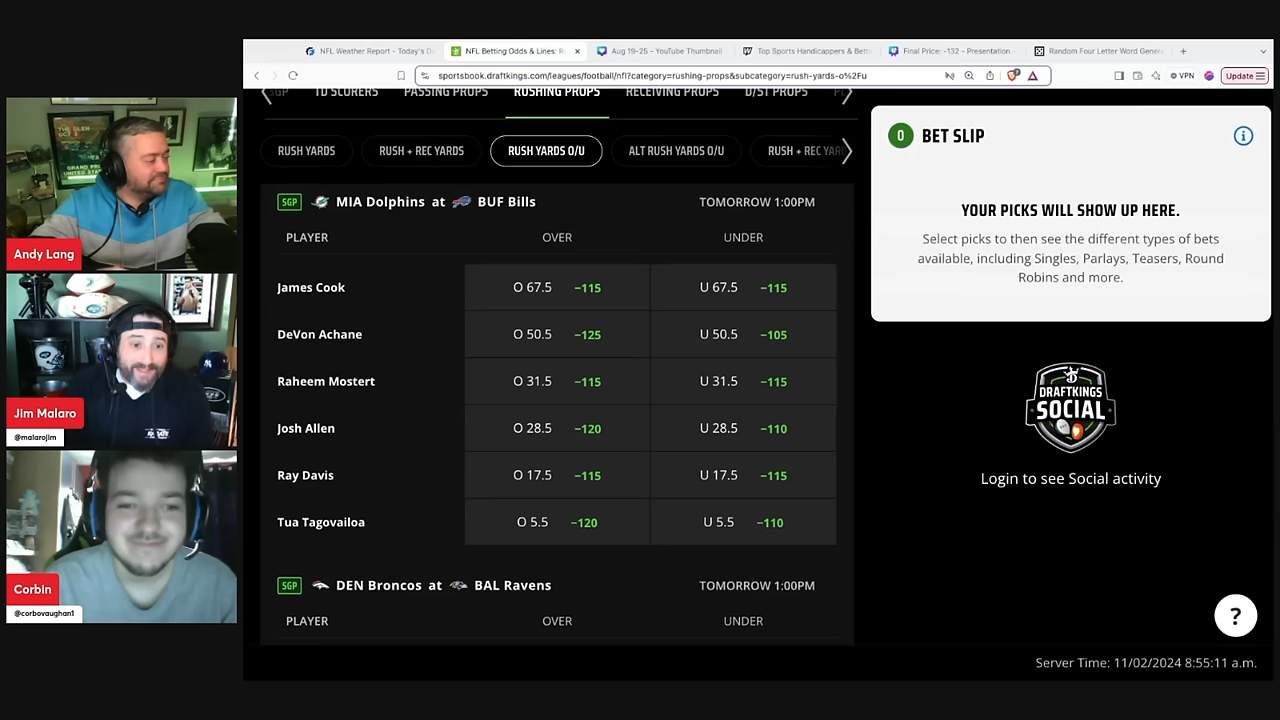 NFL Weather Report - Today's D
NFL Betting Odds & Lines: R
Aug 19-25 - YouTube Thumbnail
Top Sports Handicappers & Bett
Final Price: -132 - Presentation
Random Four Letter Word Genera
sportsbook.draftkings.com/leagues/football/nfl?category=rushing-props&subcategory=rush-yards-o%2Fu
VPN
Update
SGP
TD SCORERS
PASSING PROPS
RUSHING PROPS
RECEIVING PROPS
D/ST PROPS
RUSH YARDS
RUSH + REC YARDS
RUSH YARDS O/U
ALT RUSH YARDS O/U
RUSH + REC YAR
SGP MIA Dolphins at BUF Bills TOMORROW 1:00PM
PLAYER OVER UNDER
James Cook O 67.5 −115 U 67.5 −115
DeVon Achane O 50.5 −125 U 50.5 −105
Raheem Mostert O 31.5 −115 U 31.5 −115
Josh Allen O 28.5 −120 U 28.5 −110
Ray Davis O 17.5 −115 U 17.5 −115
Tua Tagovailoa O 5.5 −120 U 5.5 −110
SGP DEN Broncos at BAL Ravens TOMORROW 1:00PM
PLAYER OVER UNDER
0 BET SLIP
YOUR PICKS WILL SHOW UP HERE.
Select picks to then see the different types of bets
available, including Singles, Parlays, Teasers, Round
Robins and more.
DRAFTKINGS
SOCIAL
Login to see Social activity
?
Server Time: 11/02/2024 8:55:11 a.m.
Andy Lang
Jim Malaro
@malarojim
Corbin
@corbovaughan1